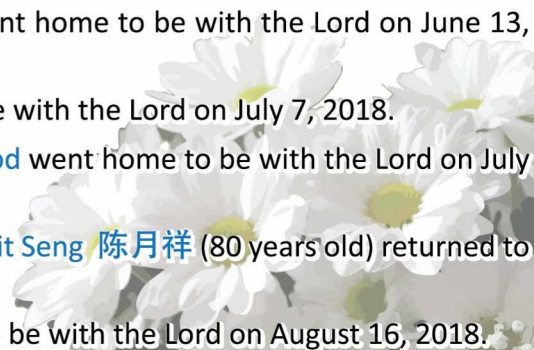 nt home to be with the Lord on June 13,
e with the Lord on July 7, 2018.
od went home to be with the Lord on July
it Seng 陈月祥 (80 years old) returned to
be with the Lord on August 16, 2018.